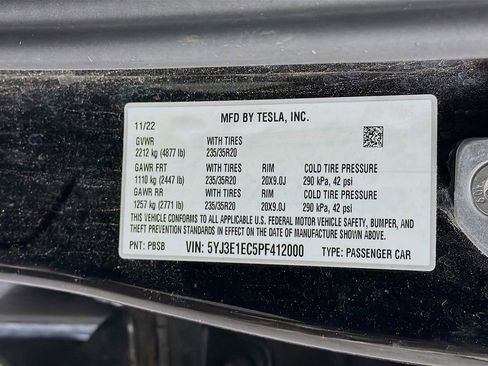 MFD BY TESLA, INC.
11/22
GVWR WITH TIRES
2212 kg (4877 lb) 235/35R20
GAWR FRT WITH TIRES RIM COLD TIRE PRESSURE
1110 kg (2447 lb) 235/35R20 20X9.0J 290 kPa, 42 psi
GAWR RR WITH TIRES RIM COLD TIRE PRESSURE
1257 kg (2771 lb) 235/35R20 20X9.0J 290 kPa, 42 psi
THIS VEHICLE CONFORMS TO ALL APPLICABLE U.S. FEDERAL MOTOR VEHICLE SAFETY, BUMPER, AND
THEFT PREVENTION STANDARDS IN EFFECT ON THE DATE OF MANUFACTURE SHOWN ABOVE.
PNT: PBSB VIN: 5YJ3E1EC5PF412000 TYPE: PASSENGER CAR